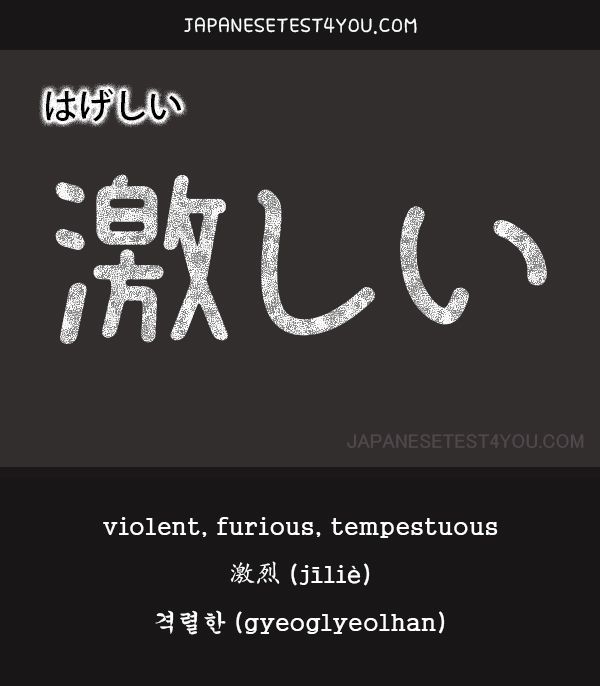 JAPANESETEST4YOU.COM
はげしい
激しい
JAPANESETEST4YOU.COM
violent, furious, tempestuous
激烈 (jīliè)
격렬한 (gyeoglyeolhan)